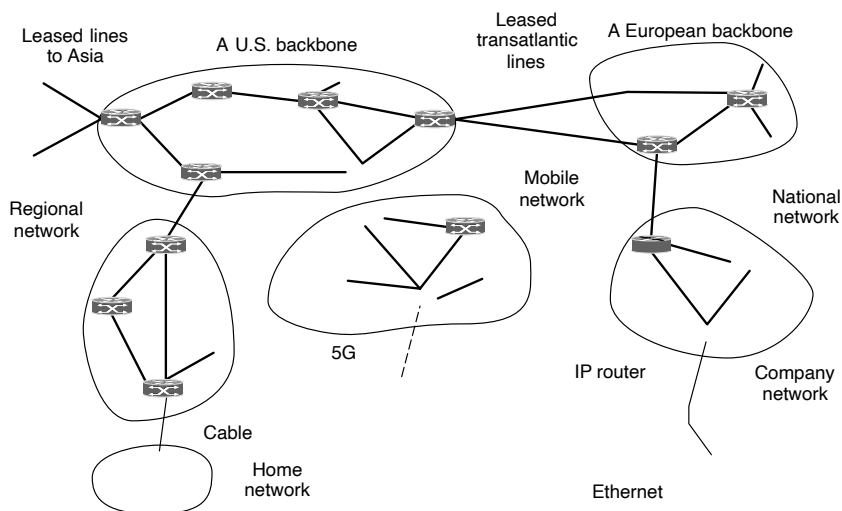 Leased lines
to Asia
A U.S. backbone
Leased
transatlantic
lines
A European backbone
Regional
network
Mobile
network
National
network
5G
IP router
Company
network
Cable
Home
network
Ethernet